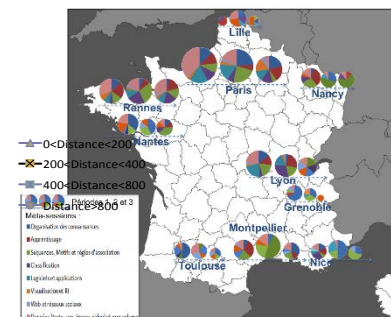 Lille
Paris
Nancy
Rannes
Nantes
0<Distance<200
200<Distance<400
400<Distance<800
Distance>800
Périodes 1, 2 et 3
Lyon
Grenoble
Montpellier
Toulouse
Nice
Méta-sessions :
Organisation des connaissances
Apprentissage
Séquences, Motifs et règles d'association
Classification
Logiciel et applications
Visualisation et RI
Web et réseaux sociaux